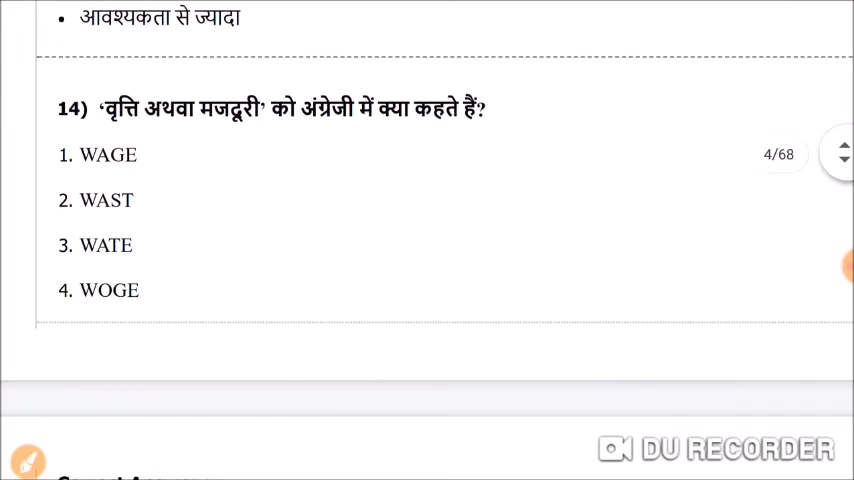 • आवश्यकता से ज्यादा
14) ‘वृत्ति अथवा मजदूरी’ को अंग्रेजी में क्या कहते हैं?
1. WAGE
4/68
2. WAST
3. WATE
4. WOGE
DU RECORDER